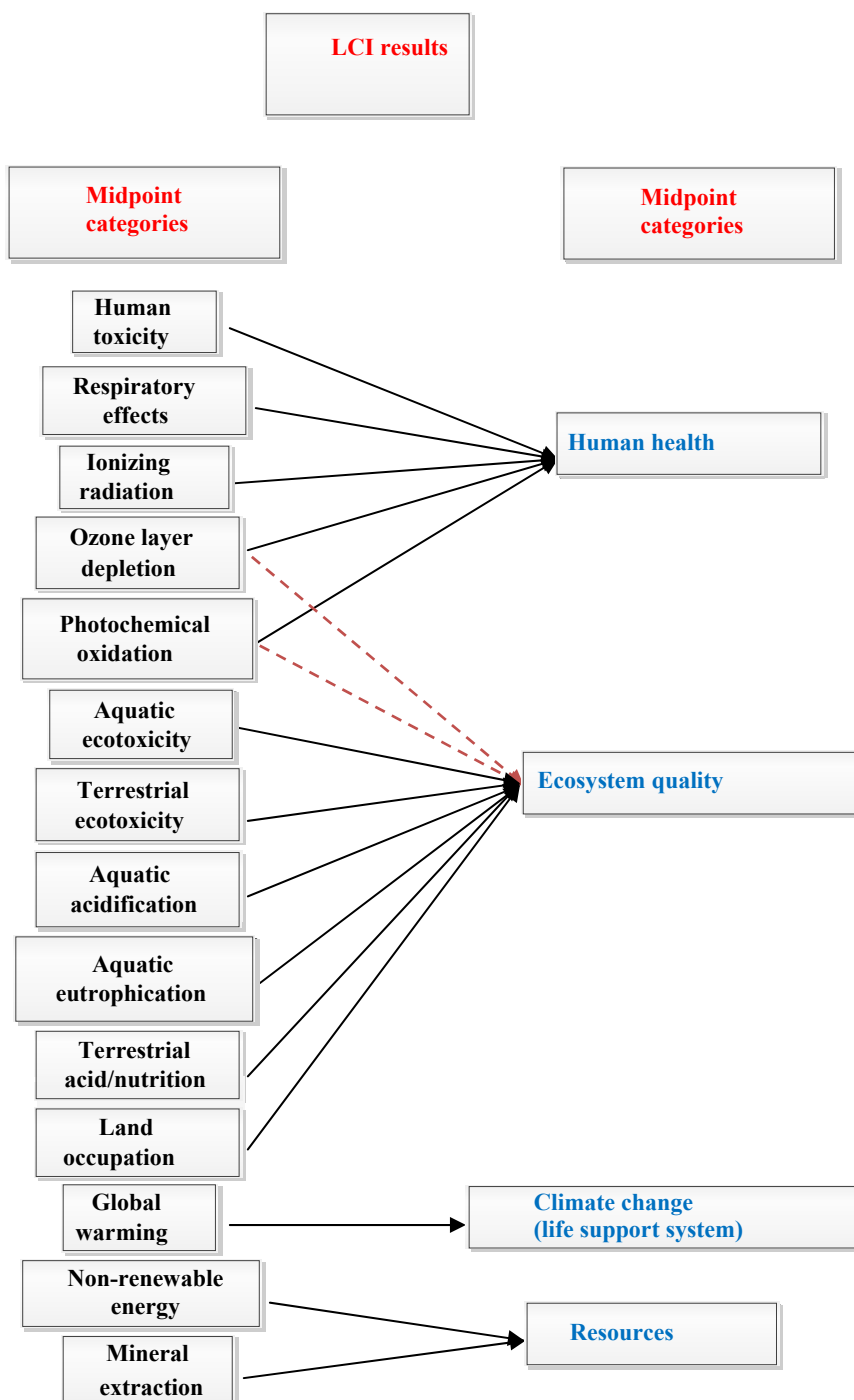 LCI results
Midpoint
categories
Midpoint
categories
Human
toxicity
Respiratory
effects
Ionizing
radiation
Ozone layer
depletion
Photochemical
oxidation
Aquatic
ecotoxicity
Terrestrial
ecotoxicity
Aquatic
acidification
Aquatic
eutrophication
Terrestrial
acid/nutrition
Land
occupation
Global
warming
Non-renewable
energy
Mineral
extraction
Human health
Ecosystem quality
Climate change
(life support system)
Resources